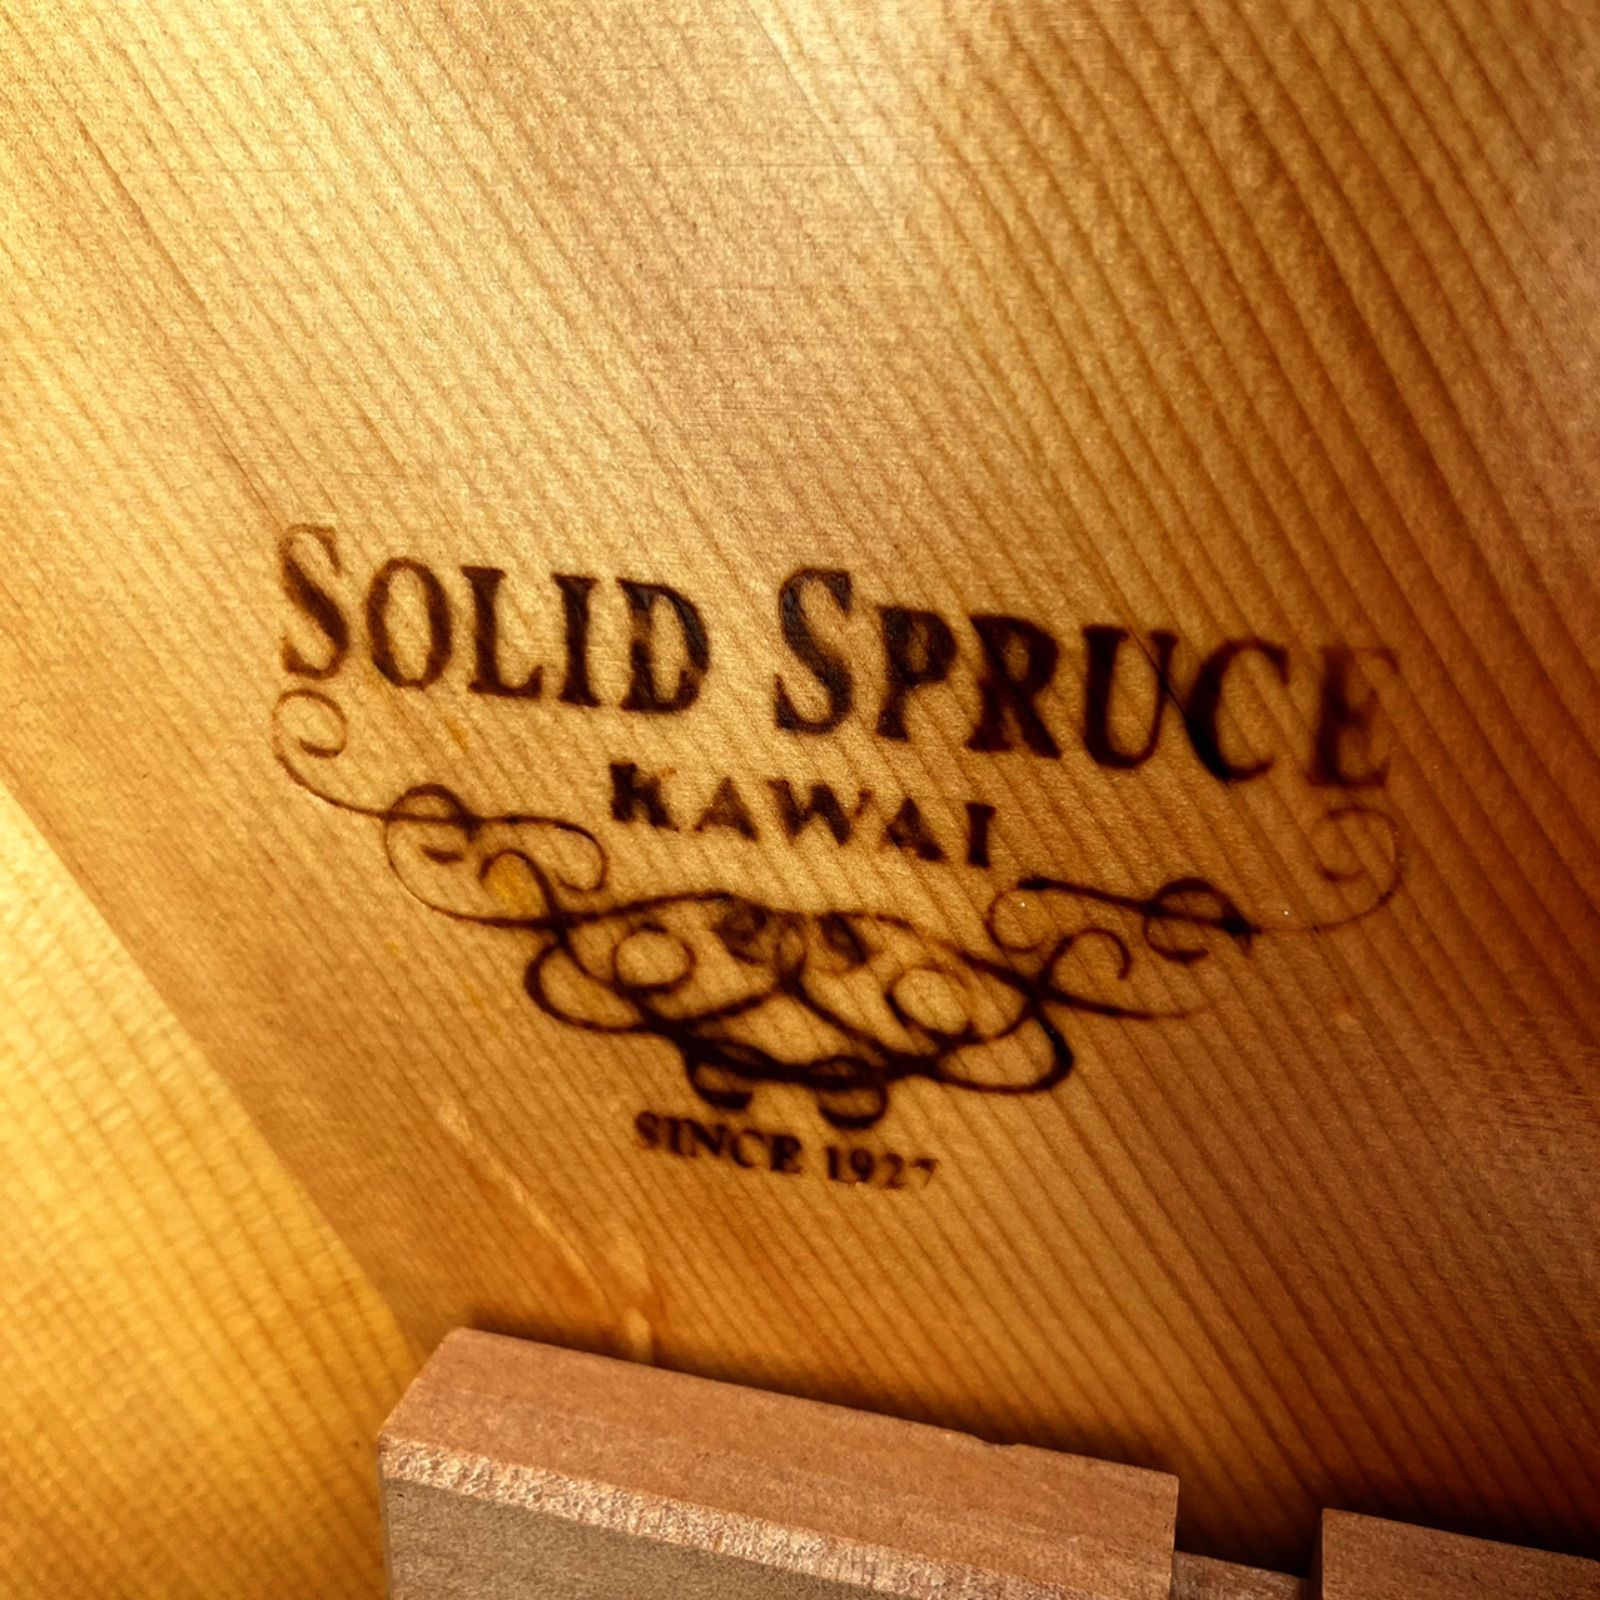 SOLID SPRUCE
KAWAI
SINCE 1927